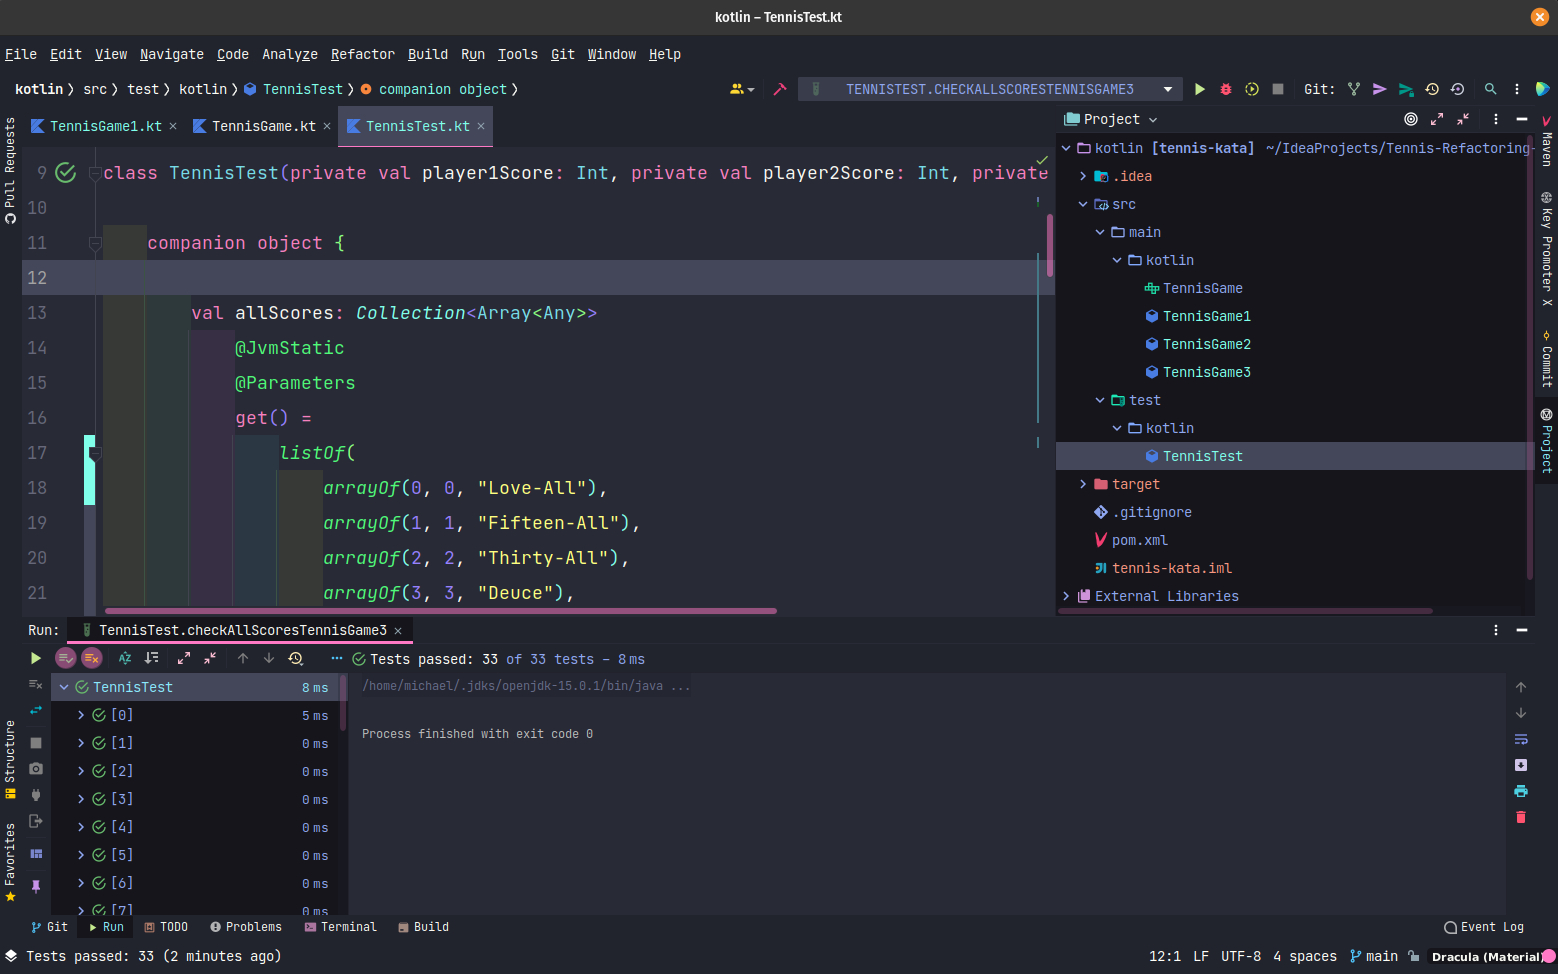 kotlin – TennisTest.kt
File Edit View Navigate Code Analyze Refactor Build Run Tools Git Window Help
kotlin src test kotlin TennisTest companion object
TENNISTEST.CHECKALLSCORESTENNISGAME3
Git:
TennisGame1.kt TennisGame.kt TennisTest.kt
Pull Requests
9 class TennisTest(private val player1Score: Int, private val player2Score: Int, private
10
11 companion object {
12
13 val allScores: Collection<Array<Any>>
14 @JvmStatic
15 @Parameters
16 get() =
17 listOf(
18 arrayOf(0, 0, "Love-All"),
19 arrayOf(1, 1, "Fifteen-All"),
20 arrayOf(2, 2, "Thirty-All"),
21 arrayOf(3, 3, "Deuce"),
Project
kotlin [tennis-kata] ~/IdeaProjects/Tennis-Refactoring-
.idea
src
main
kotlin
TennisGame
TennisGame1
TennisGame2
TennisGame3
test
kotlin
TennisTest
target
.gitignore
pom.xml
tennis-kata.iml
External Libraries
Maven
Key Promoter X
Commit
Project
Run: TennisTest.checkAllScoresTennisGame3
Tests passed: 33 of 33 tests – 8 ms
TennisTest 8 ms
[0] 5 ms
[1] 0 ms
[2] 0 ms
[3] 0 ms
[4] 0 ms
[5] 0 ms
[6] 0 ms
[7] 0 ms
/home/michael/.jdks/openjdk-15.0.1/bin/java ...
Process finished with exit code 0
Structure
Favorites
Git Run TODO Problems Terminal Build Event Log
Tests passed: 33 (2 minutes ago) 12:1 LF UTF-8 4 spaces main Dracula (Material)